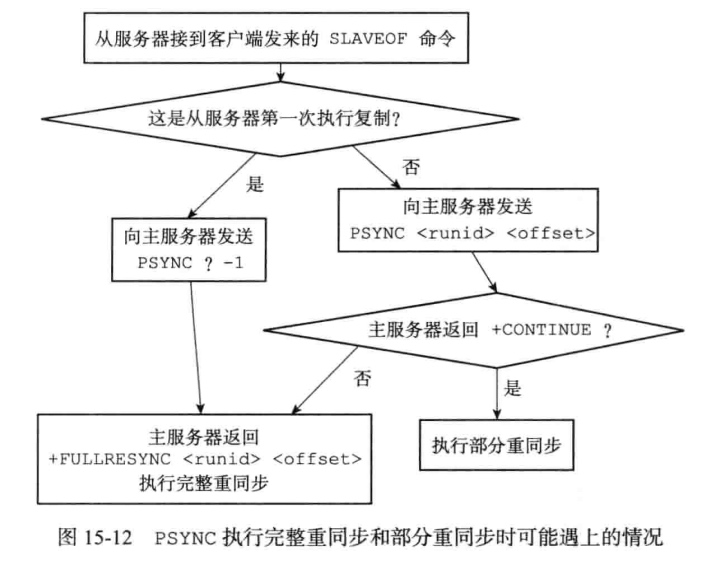 从服务器接到客户端发来的 SLAVEOF 命令
这是从服务器第一次执行复制？
是
否
向主服务器发送
PSYNC ? -1
向主服务器发送
PSYNC <runid> <offset>
主服务器返回 +CONTINUE ？
否
是
主服务器返回
+FULLRESYNC <runid> <offset>
执行完整重同步
执行部分重同步
图 15-12 PSYNC 执行完整重同步和部分重同步时可能遇上的情况